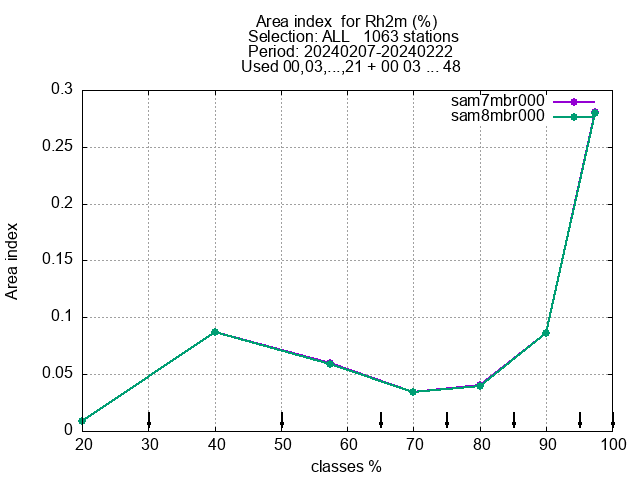 Area index  for Rh2m (%)
Selection: ALL   1063 stations
Period: 20240207-20240222
Used 00,03,...,21 + 00 03 ... 48
sam7mbr000
sam8mbr000
0.3
0.25
0.2
0.15
0.1
0.05
0
Area index
20 30 40 50 60 70 80 90 100
classes %